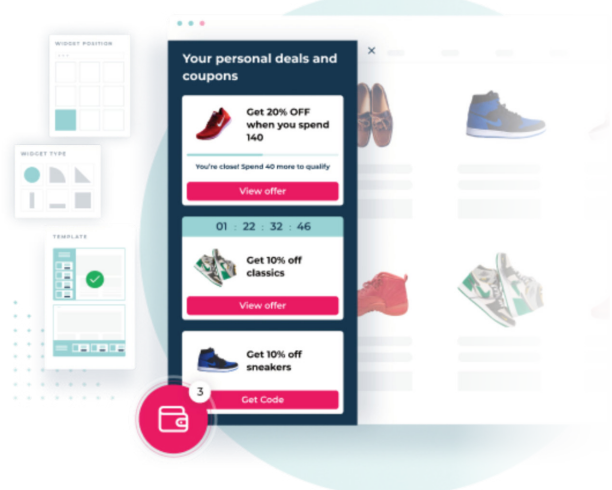 WIDGET POSITION
WIDGET TYPE
TEMPLATE
Your personal deals and
coupons
Get 20% OFF
when you spend
140
You're close! Spend 40 more to qualify
View offer
01 : 22 : 32 : 46
Get 10% off
classics
View offer
Get 10% off
sneakers
Get Code
3